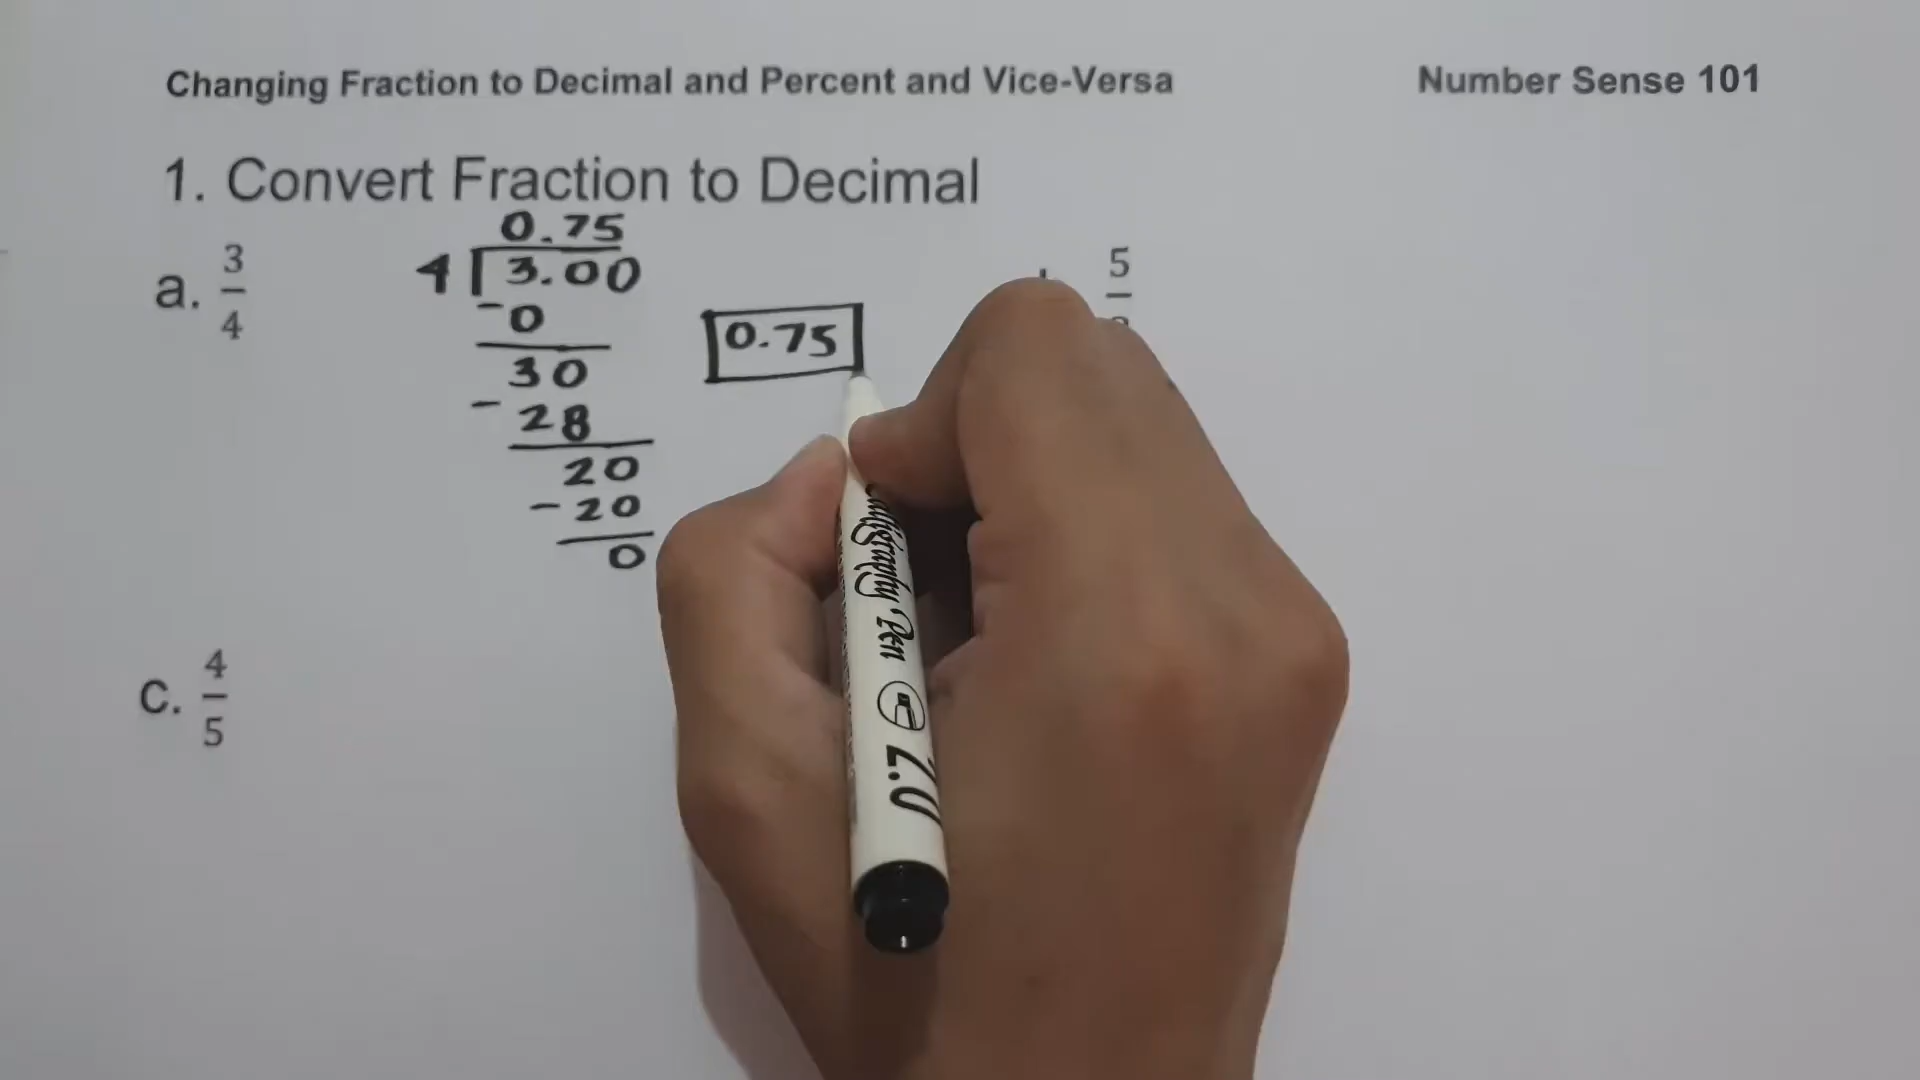 Changing Fraction to Decimal and Percent and Vice-Versa
Number Sense 101
1. Convert Fraction to Decimal
a. 3/4
0.75
4 3.00
-0
30
-28
20
-20
0
0.75
5
c. 4/5
Calligraphy Pen 2.0